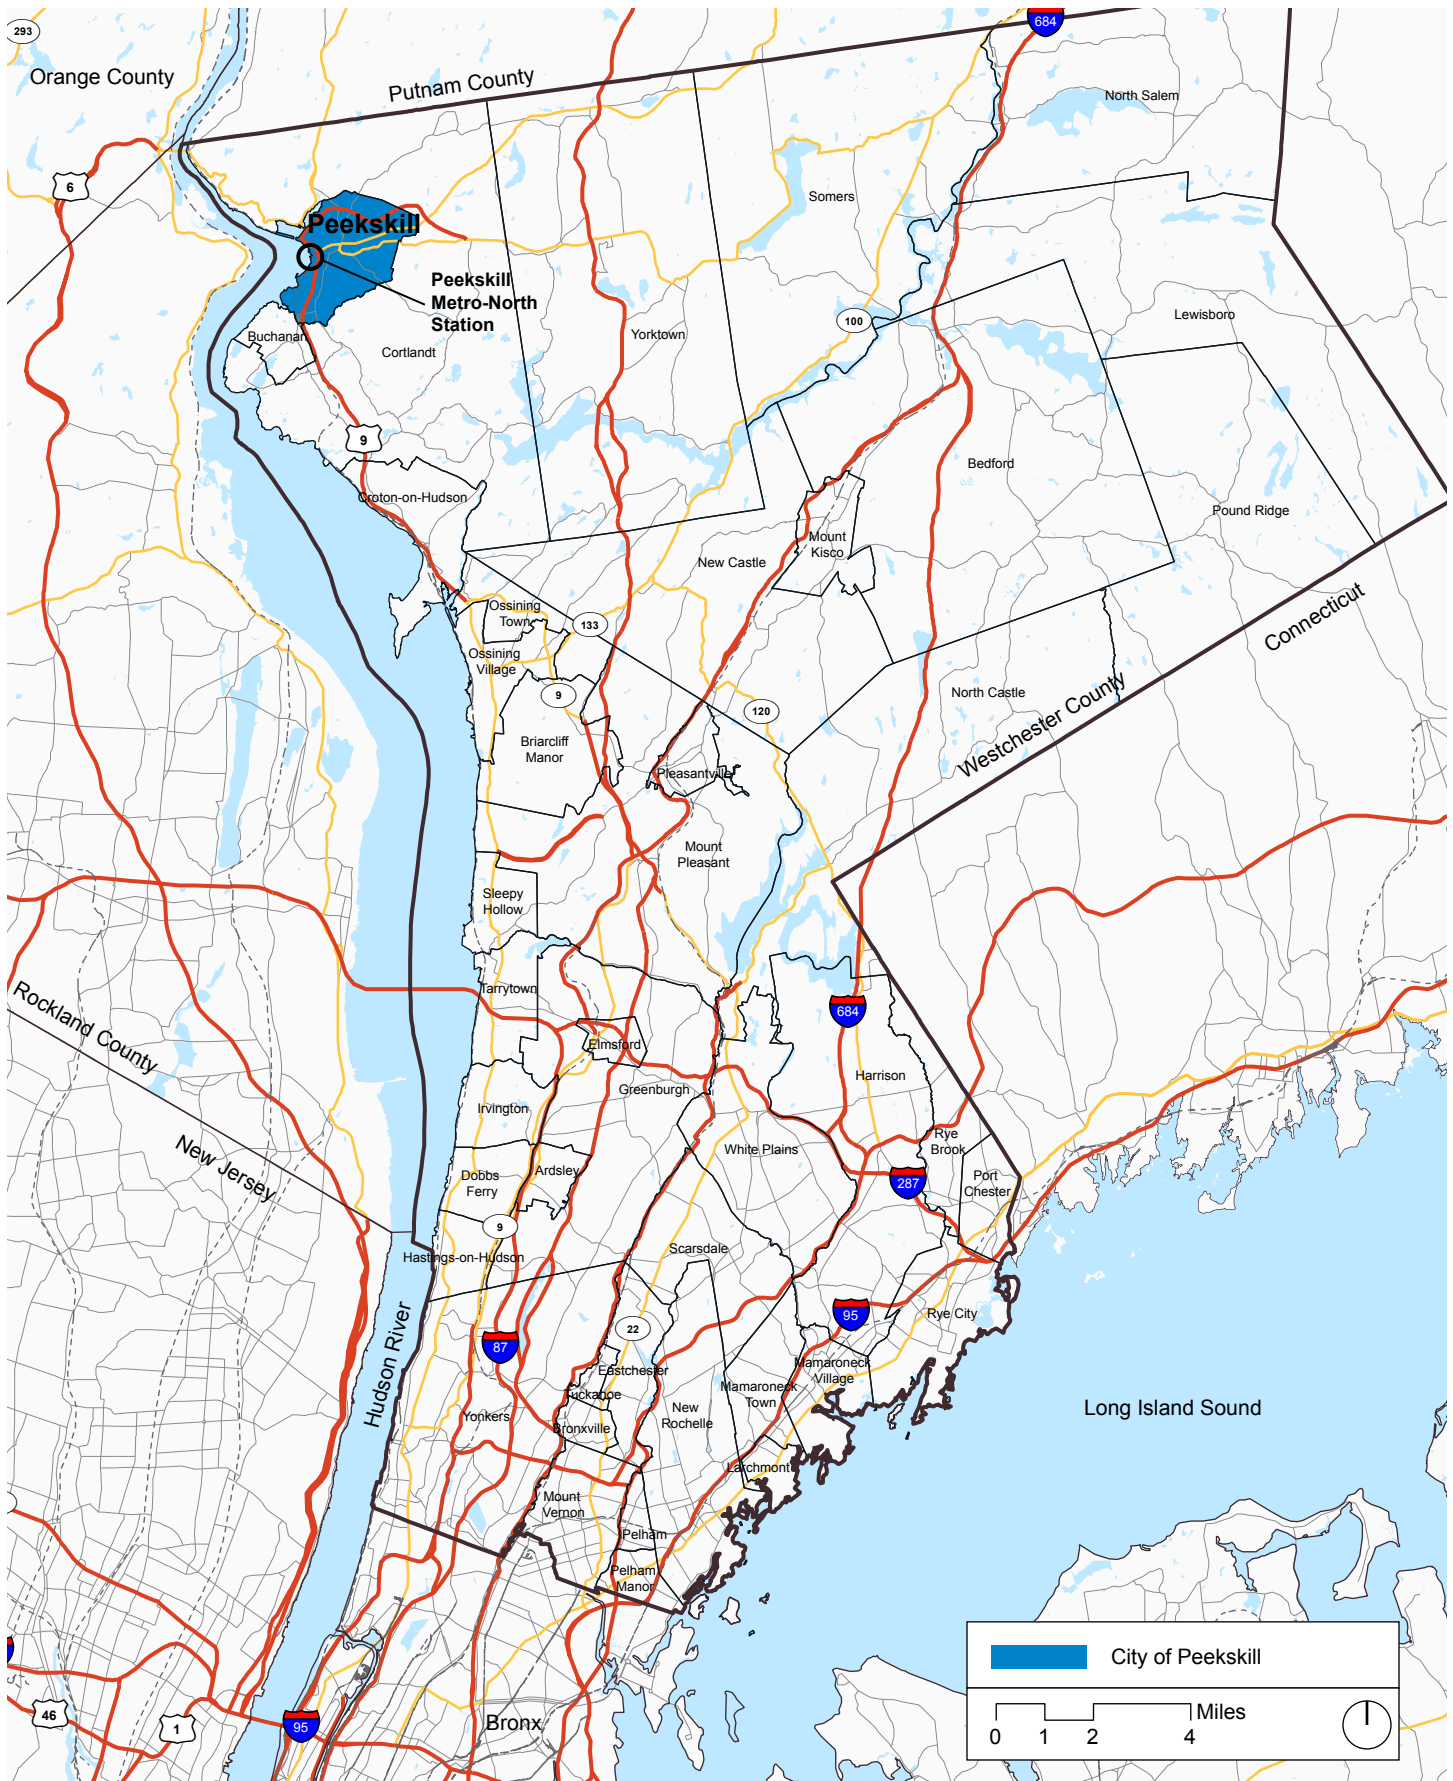 293
684
Orange County
Putnam County
North Salem
6
Somers
Peekskill
Peekskill
Metro-North
Station
100
Lewisboro
Buchanan
Yorktown
Cortlandt
9
Bedford
Croton-on-Hudson
Pound Ridge
Mount
Kisco
New Castle
Ossining
Town
133
Connecticut
Ossining
Village
9
North Castle
120
Westchester County
Briarcliff
Manor
Pleasantville
Mount
Pleasant
Sleepy
Hollow
Tarrytown
Rockland County
684
Elmsford
Harrison
Greenburgh
Irvington
Rye
Brook
White Plains
New Jersey
Ardsley
Dobbs
Ferry
287
Port
Chester
9
Scarsdale
Hastings-on-Hudson
95
Rye City
22
87
Hudson River
Mamaroneck
Village
Eastchester
Tuckahoe
Mamaroneck
Town
Long Island Sound
New
Rochelle
Yonkers
Bronxville
Larchmont
Mount
Vernon
Pelham
Pelham
Manor
City of Peekskill
46
1
95
Bronx
Miles
0 1 2 4